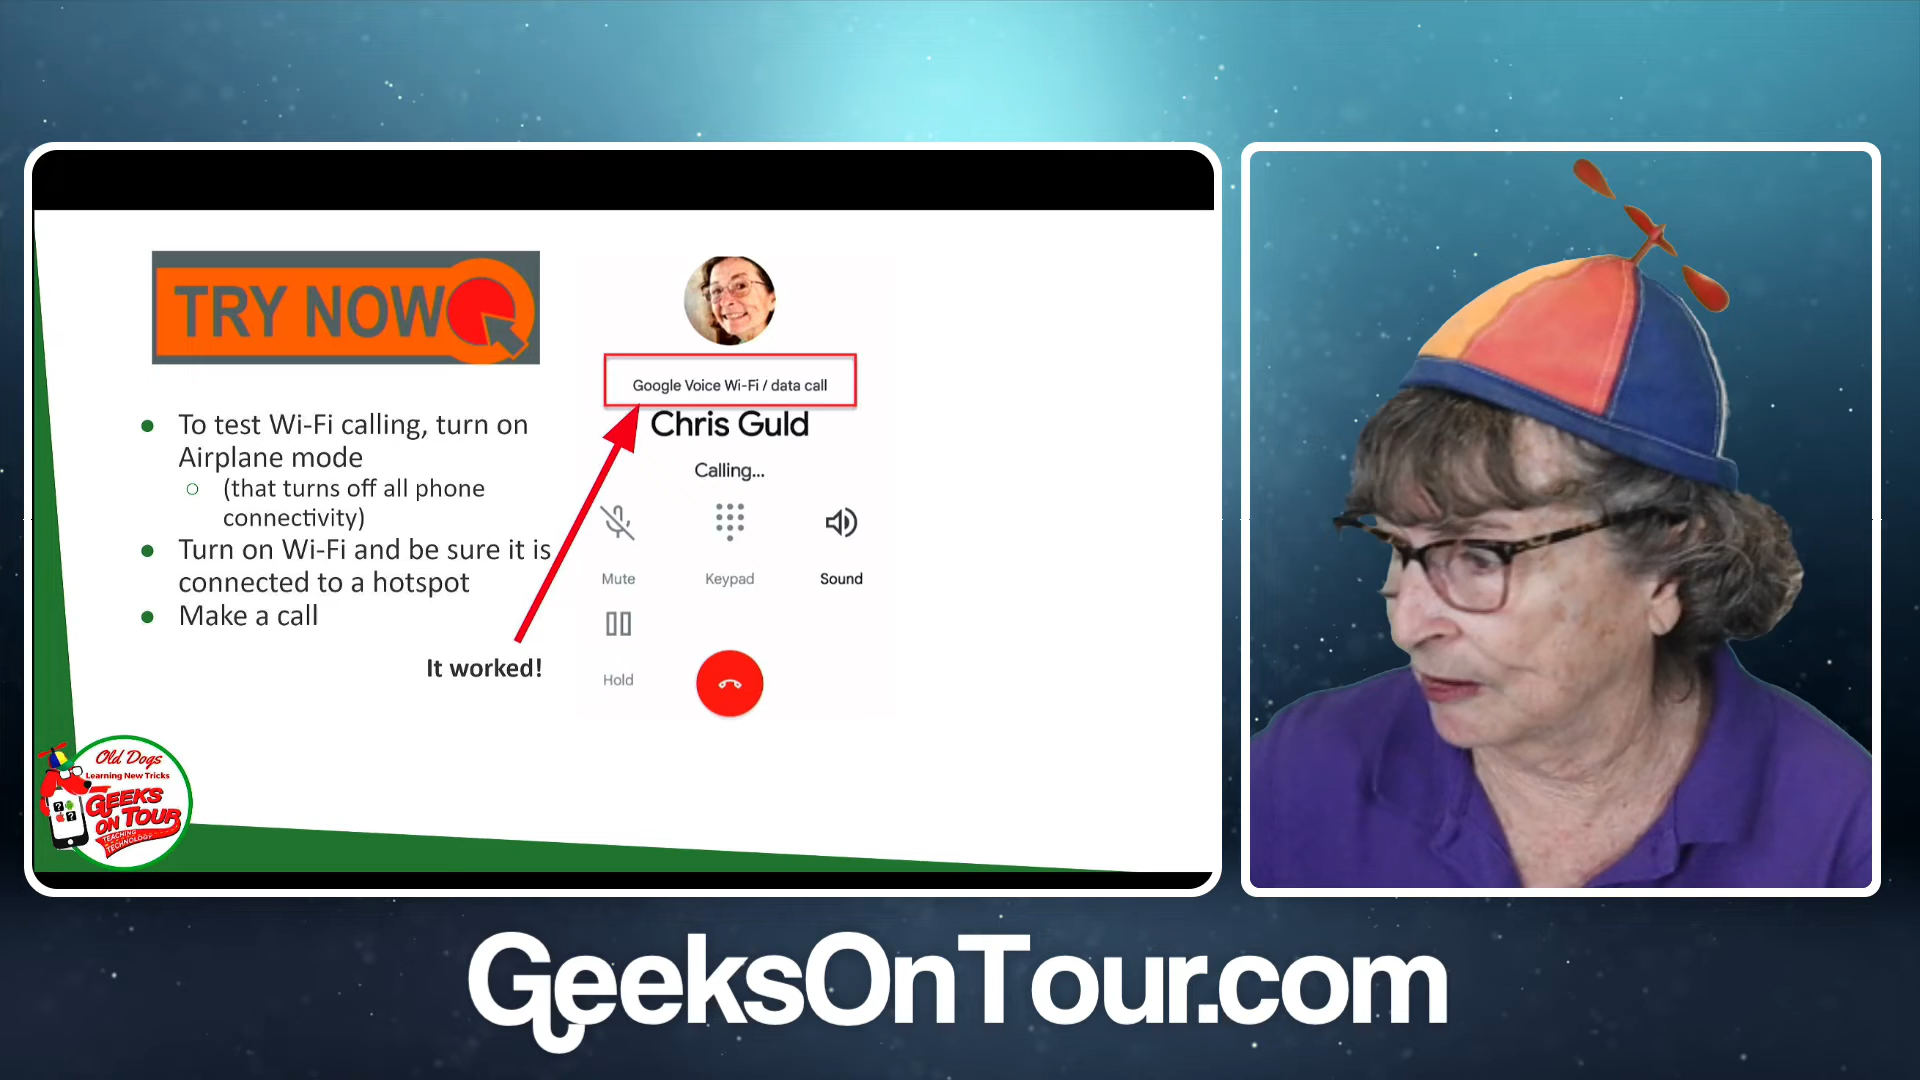 TRY NOW
To test Wi-Fi calling, turn on
Airplane mode
(that turns off all phone
connectivity)
Turn on Wi-Fi and be sure it is
connected to a hotspot
Make a call
It worked!
Google Voice Wi-Fi / data call
Chris Guld
Calling...
Mute
Keypad
Sound
Hold
Old Dogs
Learning New Tricks
GEEKS
ON TOUR
TEACHING
TECHNOLOGY
GeeksOnTour.com